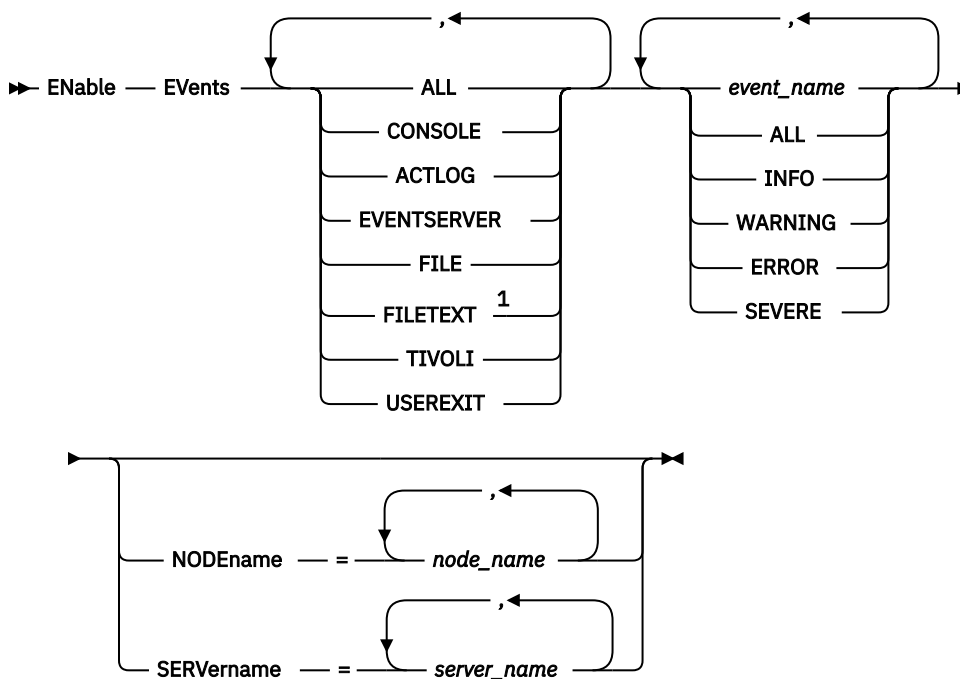 , ,
ENable EVents ALL event_name
CONSOLE ALL
ACTLOG INFO
EVENTSERVER WARNING
FILE ERROR
FILETEXT 1 SEVERE
TIVOLI
USEREXIT
,
NODEname = node_name
,
SERVername = server_name